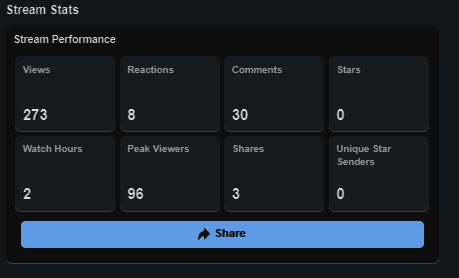 Stream Stats
Stream Performance
Views
Reactions
Comments
Stars
273
8
30
0
Watch Hours
Peak Viewers
Shares
Unique Star
Senders
2
96
3
0
Share